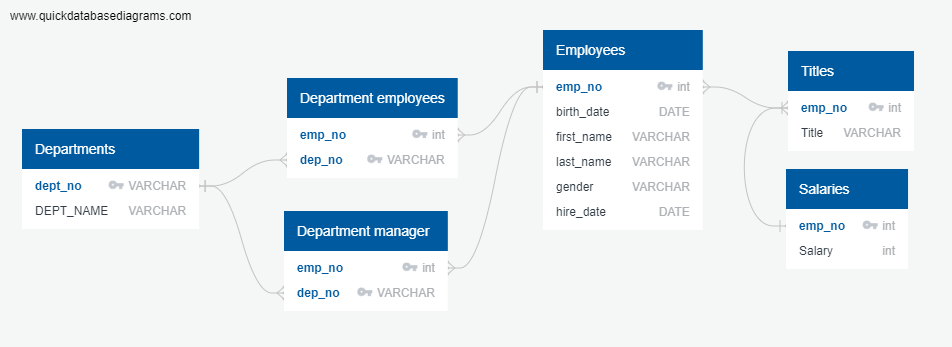 www.quickdatabasediagrams.com
Departments
dept_no VARCHAR
DEPT_NAME VARCHAR
Department employees
emp_no int
dep_no VARCHAR
Department manager
emp_no int
dep_no VARCHAR
Employees
emp_no int
birth_date DATE
first_name VARCHAR
last_name VARCHAR
gender VARCHAR
hire_date DATE
Titles
emp_no int
Title VARCHAR
Salaries
emp_no int
Salary int